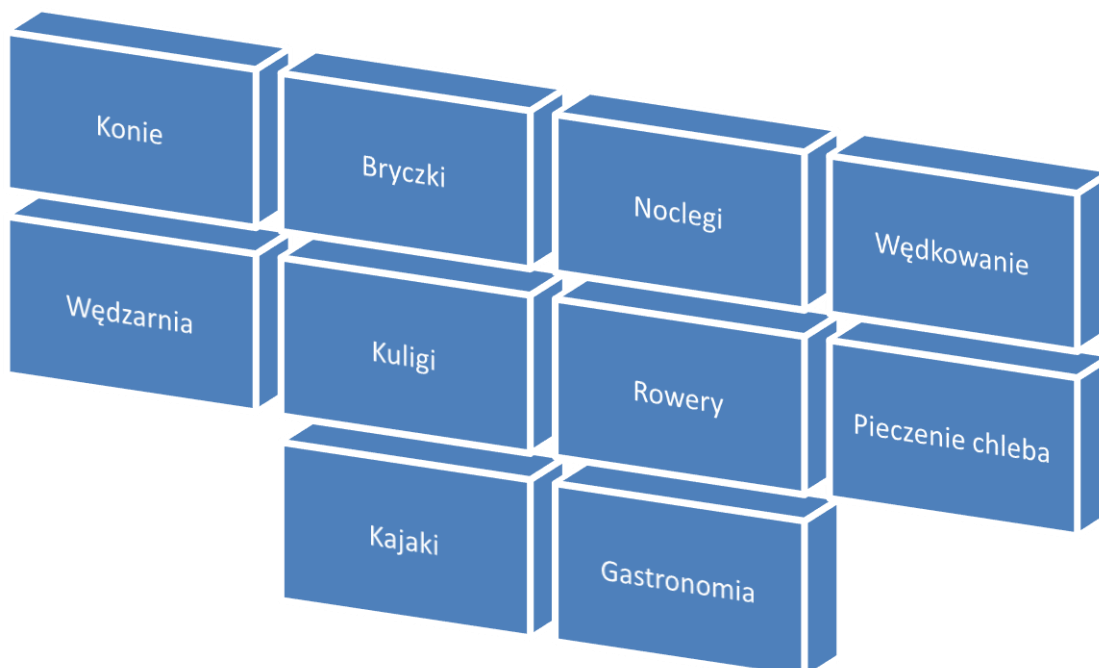 Konie
Bryczki
Noclegi
Wędkowanie
Wędzarnia
Kuligi
Rowery
Pieczenie chleba
Kajaki
Gastronomia